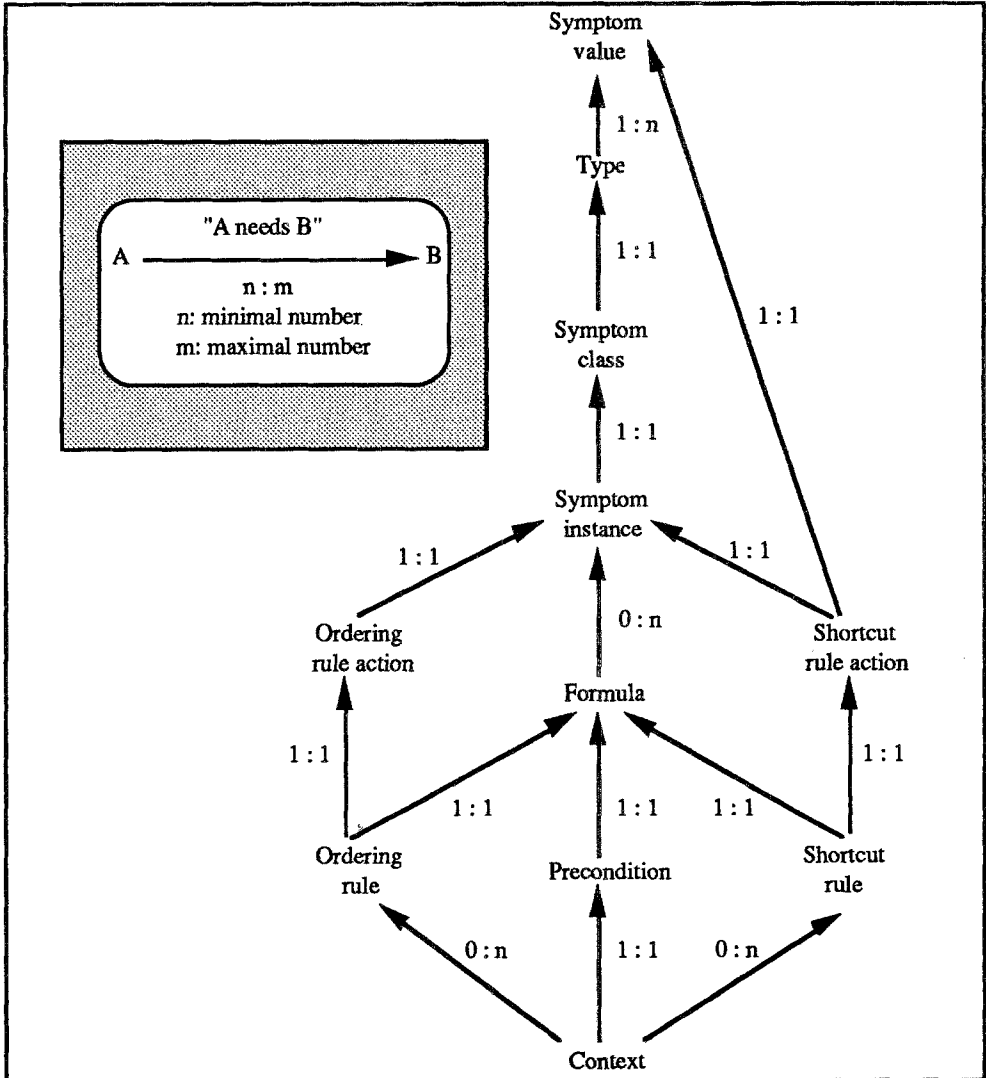 Symptom
value
1 : n
Type
"A needs B"
A
B
n : m
n: minimal number
m: maximal number
1 : 1
1 : 1
Symptom
class
1 : 1
Symptom
instance
1 : 1
1 : 1
0 : n
Ordering
rule action
Shortcut
rule action
Formula
1 : 1
1 : 1
1 : 1
1 : 1
1 : 1
Ordering
rule
Precondition
Shortcut
rule
0 : n
1 : 1
0 : n
Context